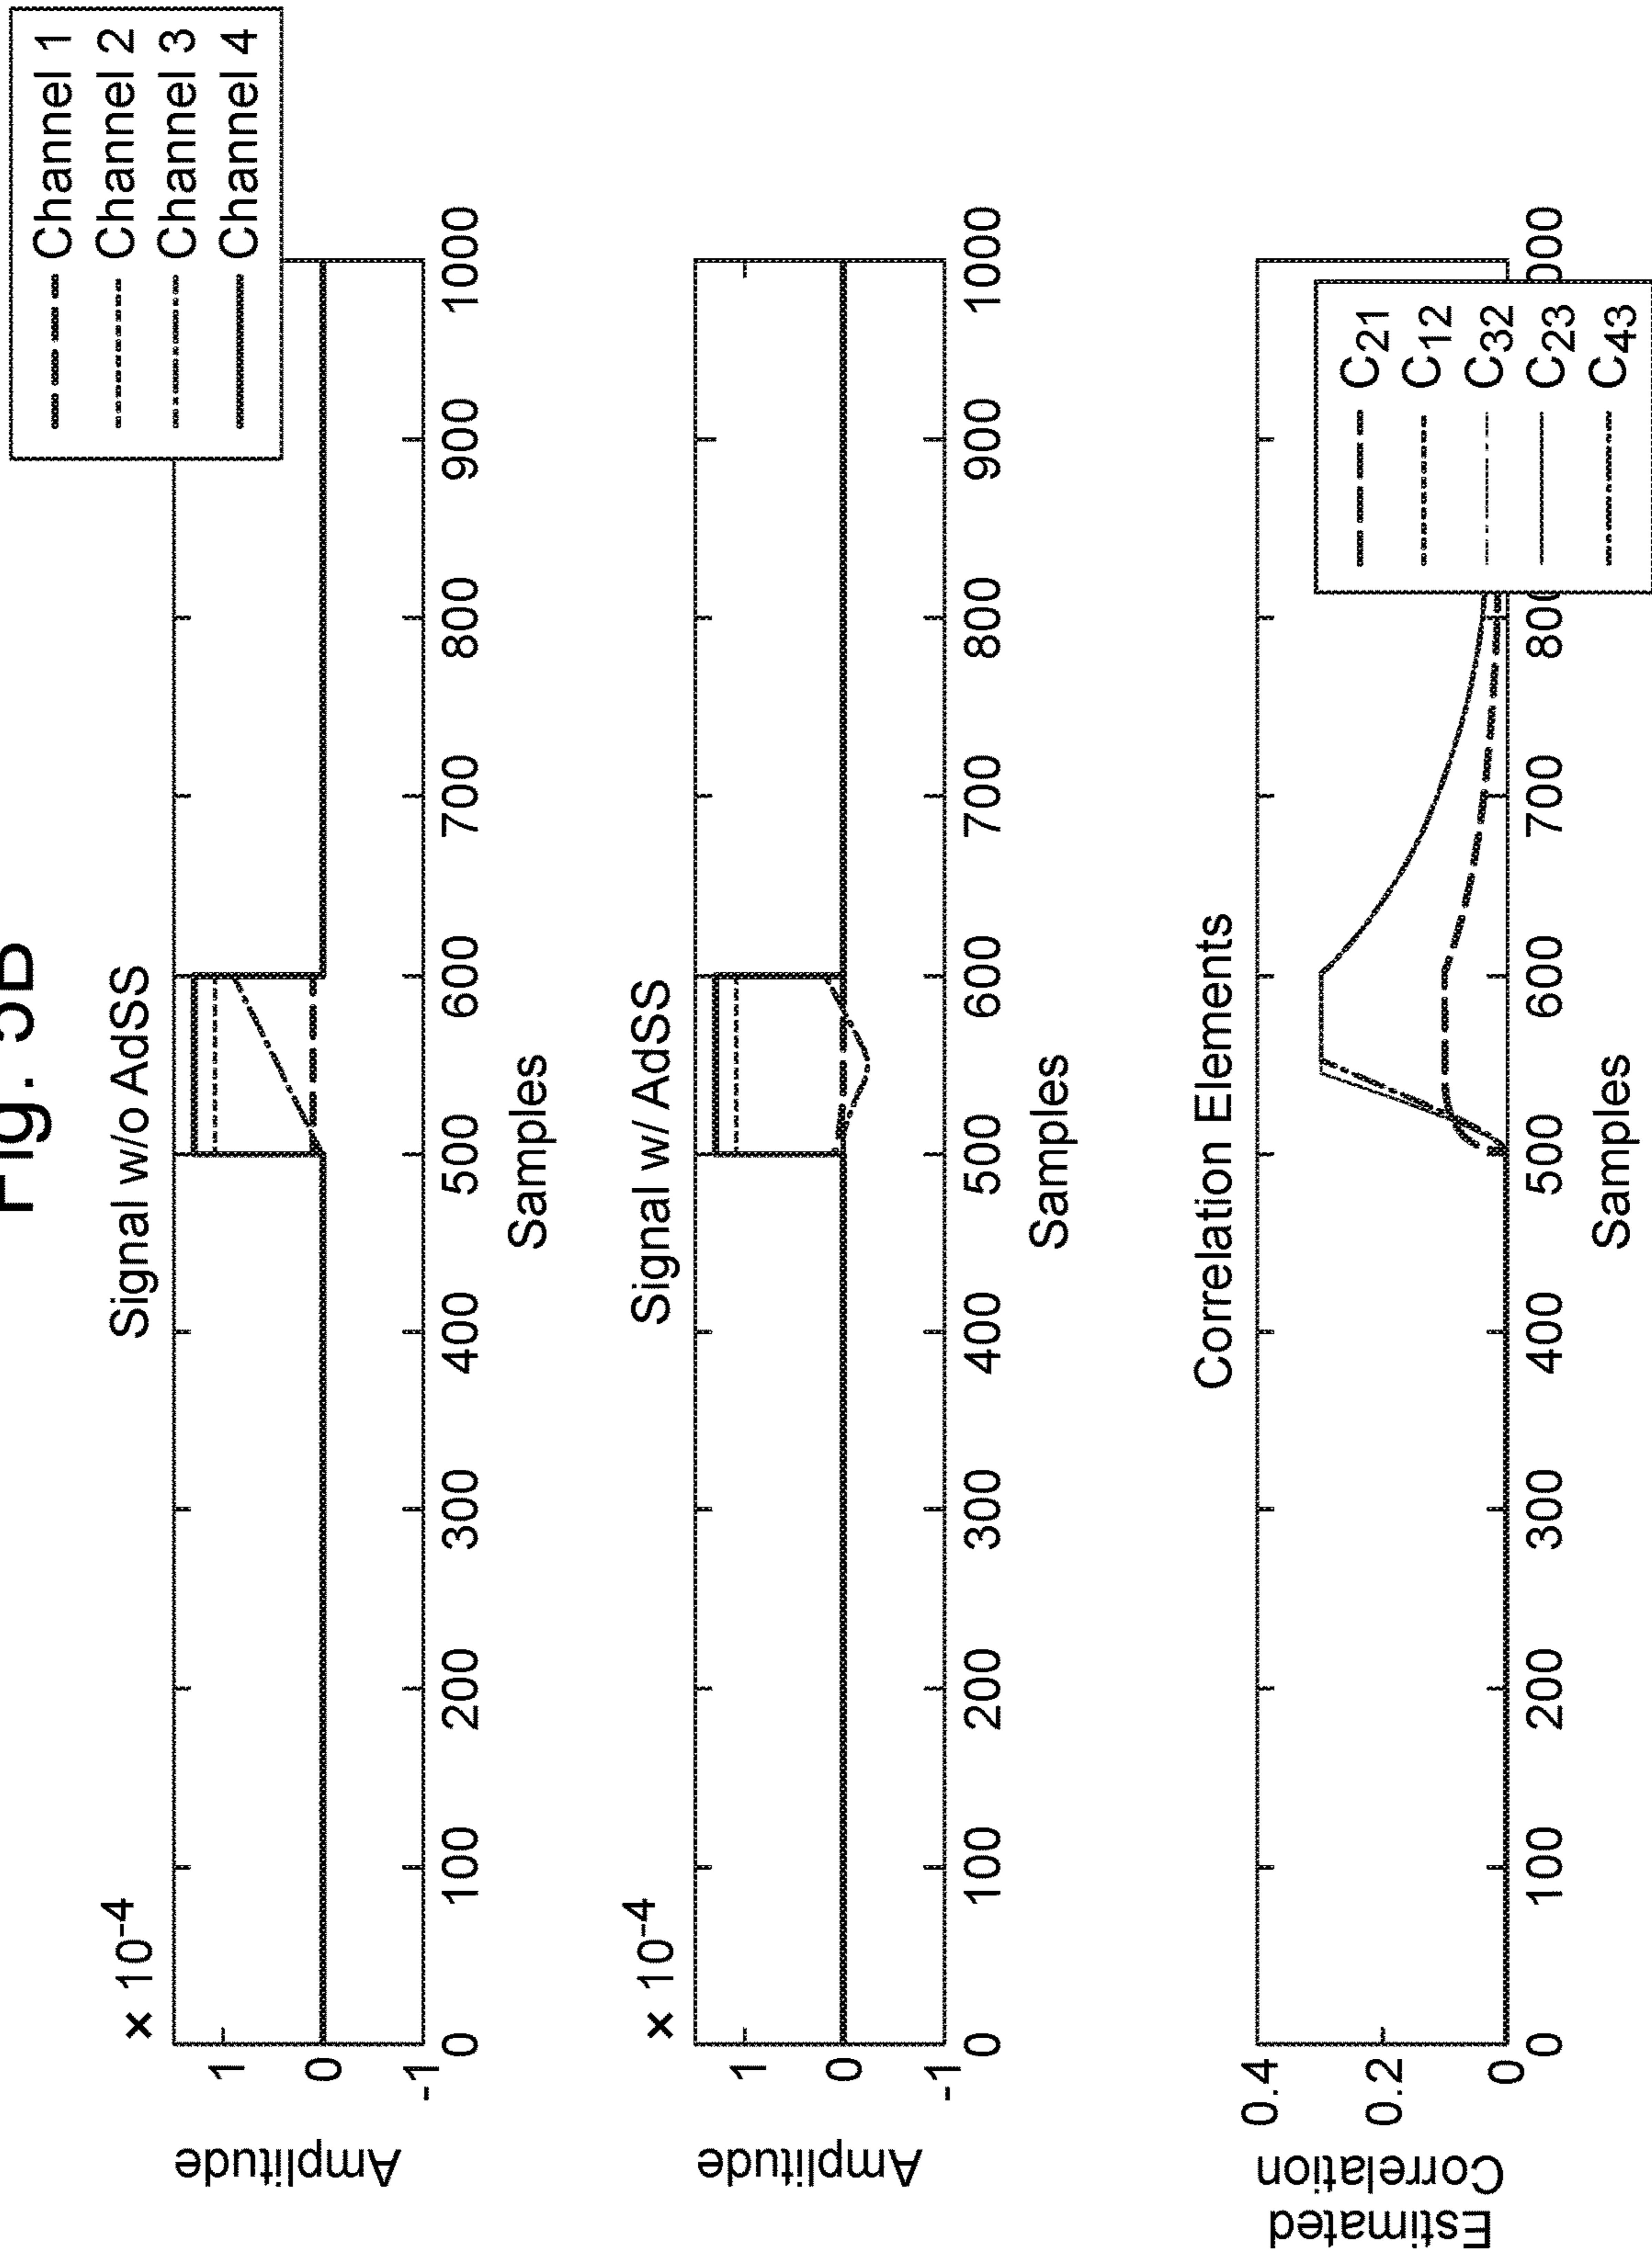 Fig. 5B
Signal w/o AdSS
× 10-4
Amplitude
1
0
-1
0 100 200 300 400 500 600 700 800 900 1000
Samples
Channel 1
Channel 2
Channel 3
Channel 4
Signal w/ AdSS
× 10-4
Amplitude
1
0
-1
0 100 200 300 400 500 600 700 800 900 1000
Samples
Correlation Elements
Estimated
Correlation
0.4
0.2
0
0 100 200 300 400 500 600 700 800
Samples
C21
C12
C32
C23
C43